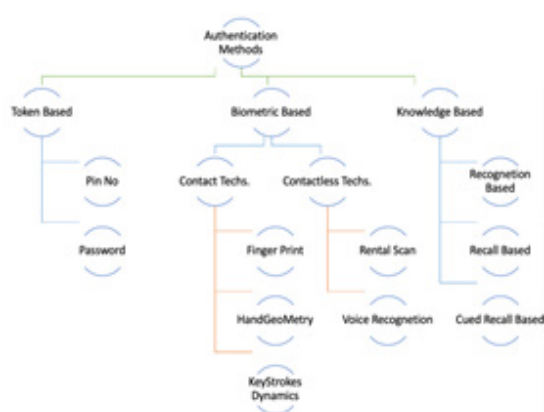 Authentication
Methods
Token Based
Biometric Based
Knowledge Based
Pin No
Contact Techs.
Contactless Techs.
Recognetion
Based
Password
Finger Print
Rental Scan
Recall Based
HandGeoMetry
Voice Recognetion
Cued Recall Based
KeyStrokes
Dynamics